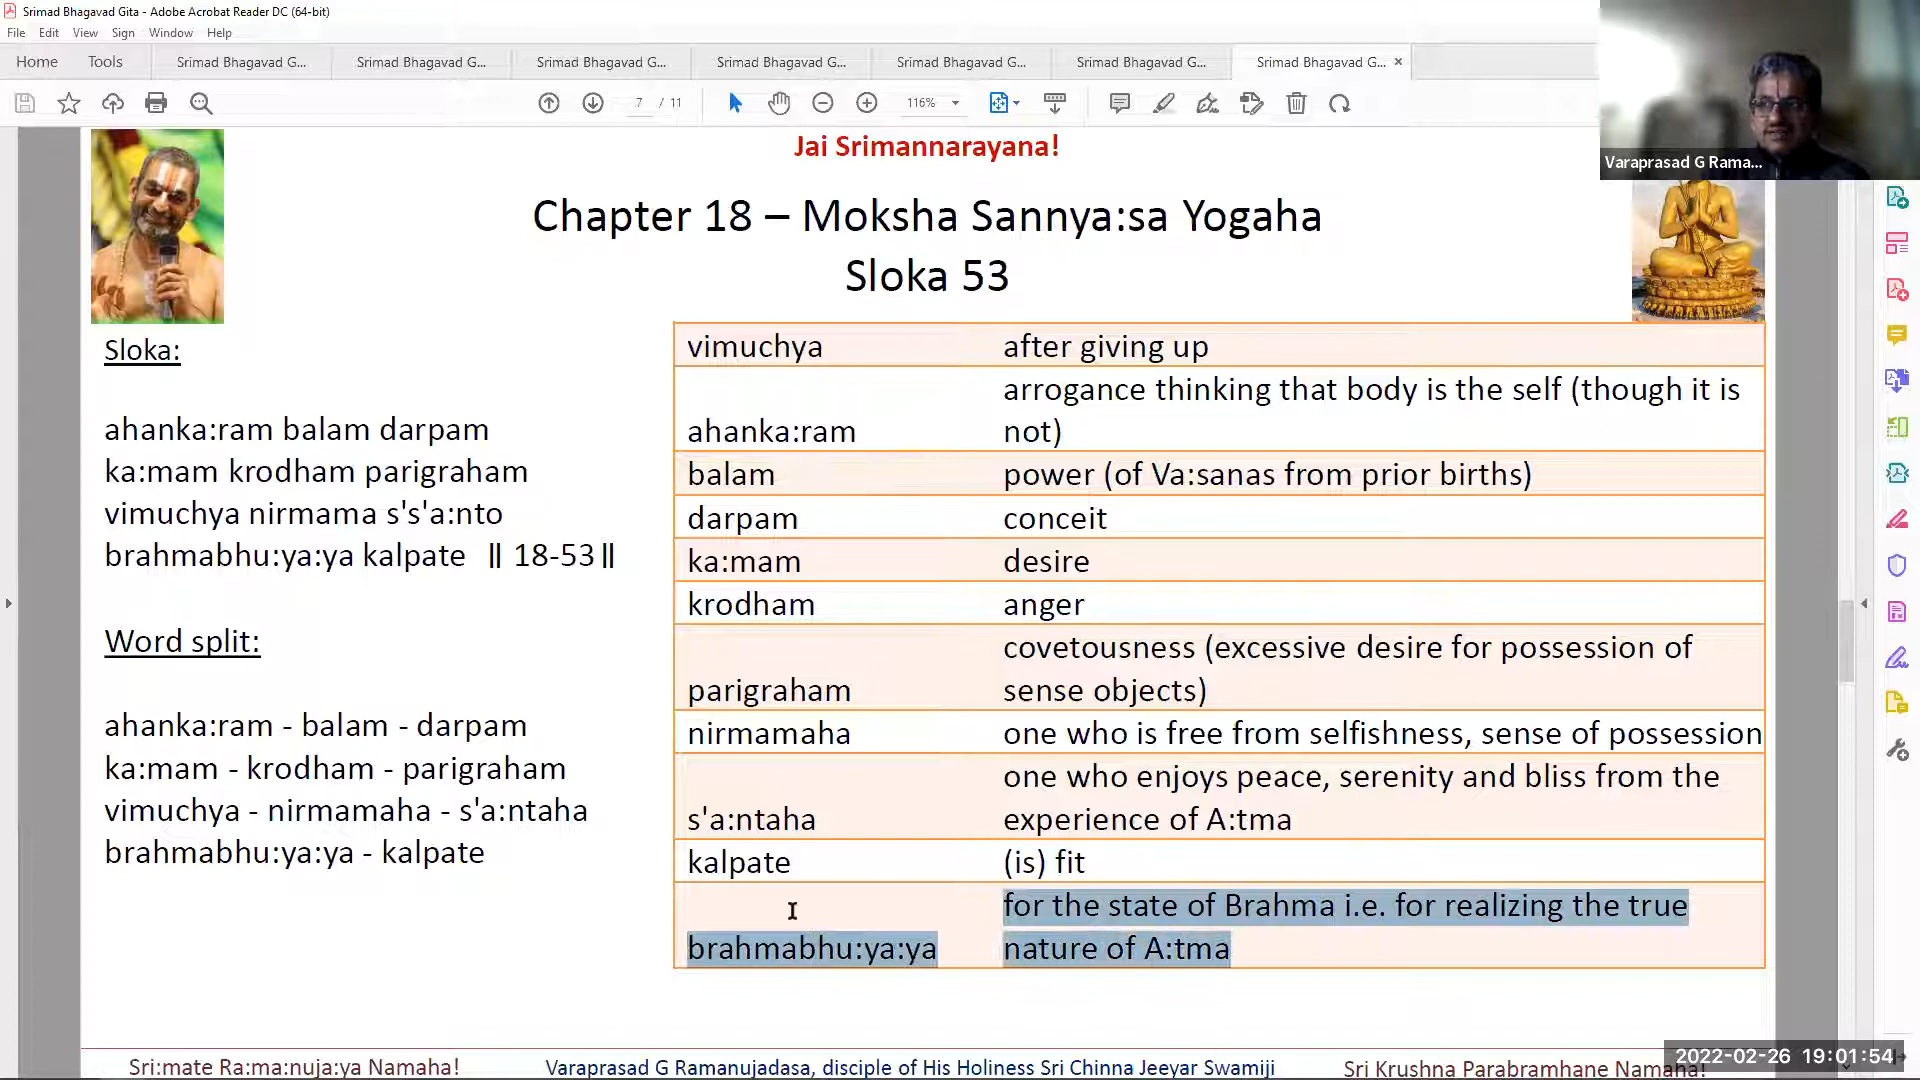 Srimad Bhagavad Gita - Adobe Acrobat Reader DC (64-bit)
File Edit View Sign Window Help
Home Tools Srimad Bhagavad G... Srimad Bhagavad G... Srimad Bhagavad G... Srimad Bhagavad G... Srimad Bhagavad G... Srimad Bhagavad G... Srimad Bhagavad G...
7 / 11 116%
Varaprasad G Rama...
Jai Srimannarayana!
Chapter 18 – Moksha Sannya:sa Yogaha
Sloka 53
Sloka:
ahanka:ram balam darpam
ka:mam krodham parigraham
vimuchya nirmama s's'a:nto
brahmabhu:ya:ya kalpate || 18-53 ||
Word split:
ahanka:ram - balam - darpam
ka:mam - krodham - parigraham
vimuchya - nirmamaha - s'a:ntaha
brahmabhu:ya:ya - kalpate
vimuchya after giving up
arrogance thinking that body is the self (though it is
ahanka:ram not)
balam power (of Va:sanas from prior births)
darpam conceit
ka:mam desire
krodham anger
covetousness (excessive desire for possession of
parigraham sense objects)
nirmamaha one who is free from selfishness, sense of possession
one who enjoys peace, serenity and bliss from the
s'a:ntaha experience of A:tma
kalpate (is) fit
for the state of Brahma i.e. for realizing the true
brahmabhu:ya:ya nature of A:tma
Sri:mate Ra:ma:nuja:ya Namaha! Varaprasad G Ramanujadasa, disciple of His Holiness Sri Chinna Jeeyar Swamiji Sri Krushna Parabramhane Namaha!
2022-02-26 19:01:54